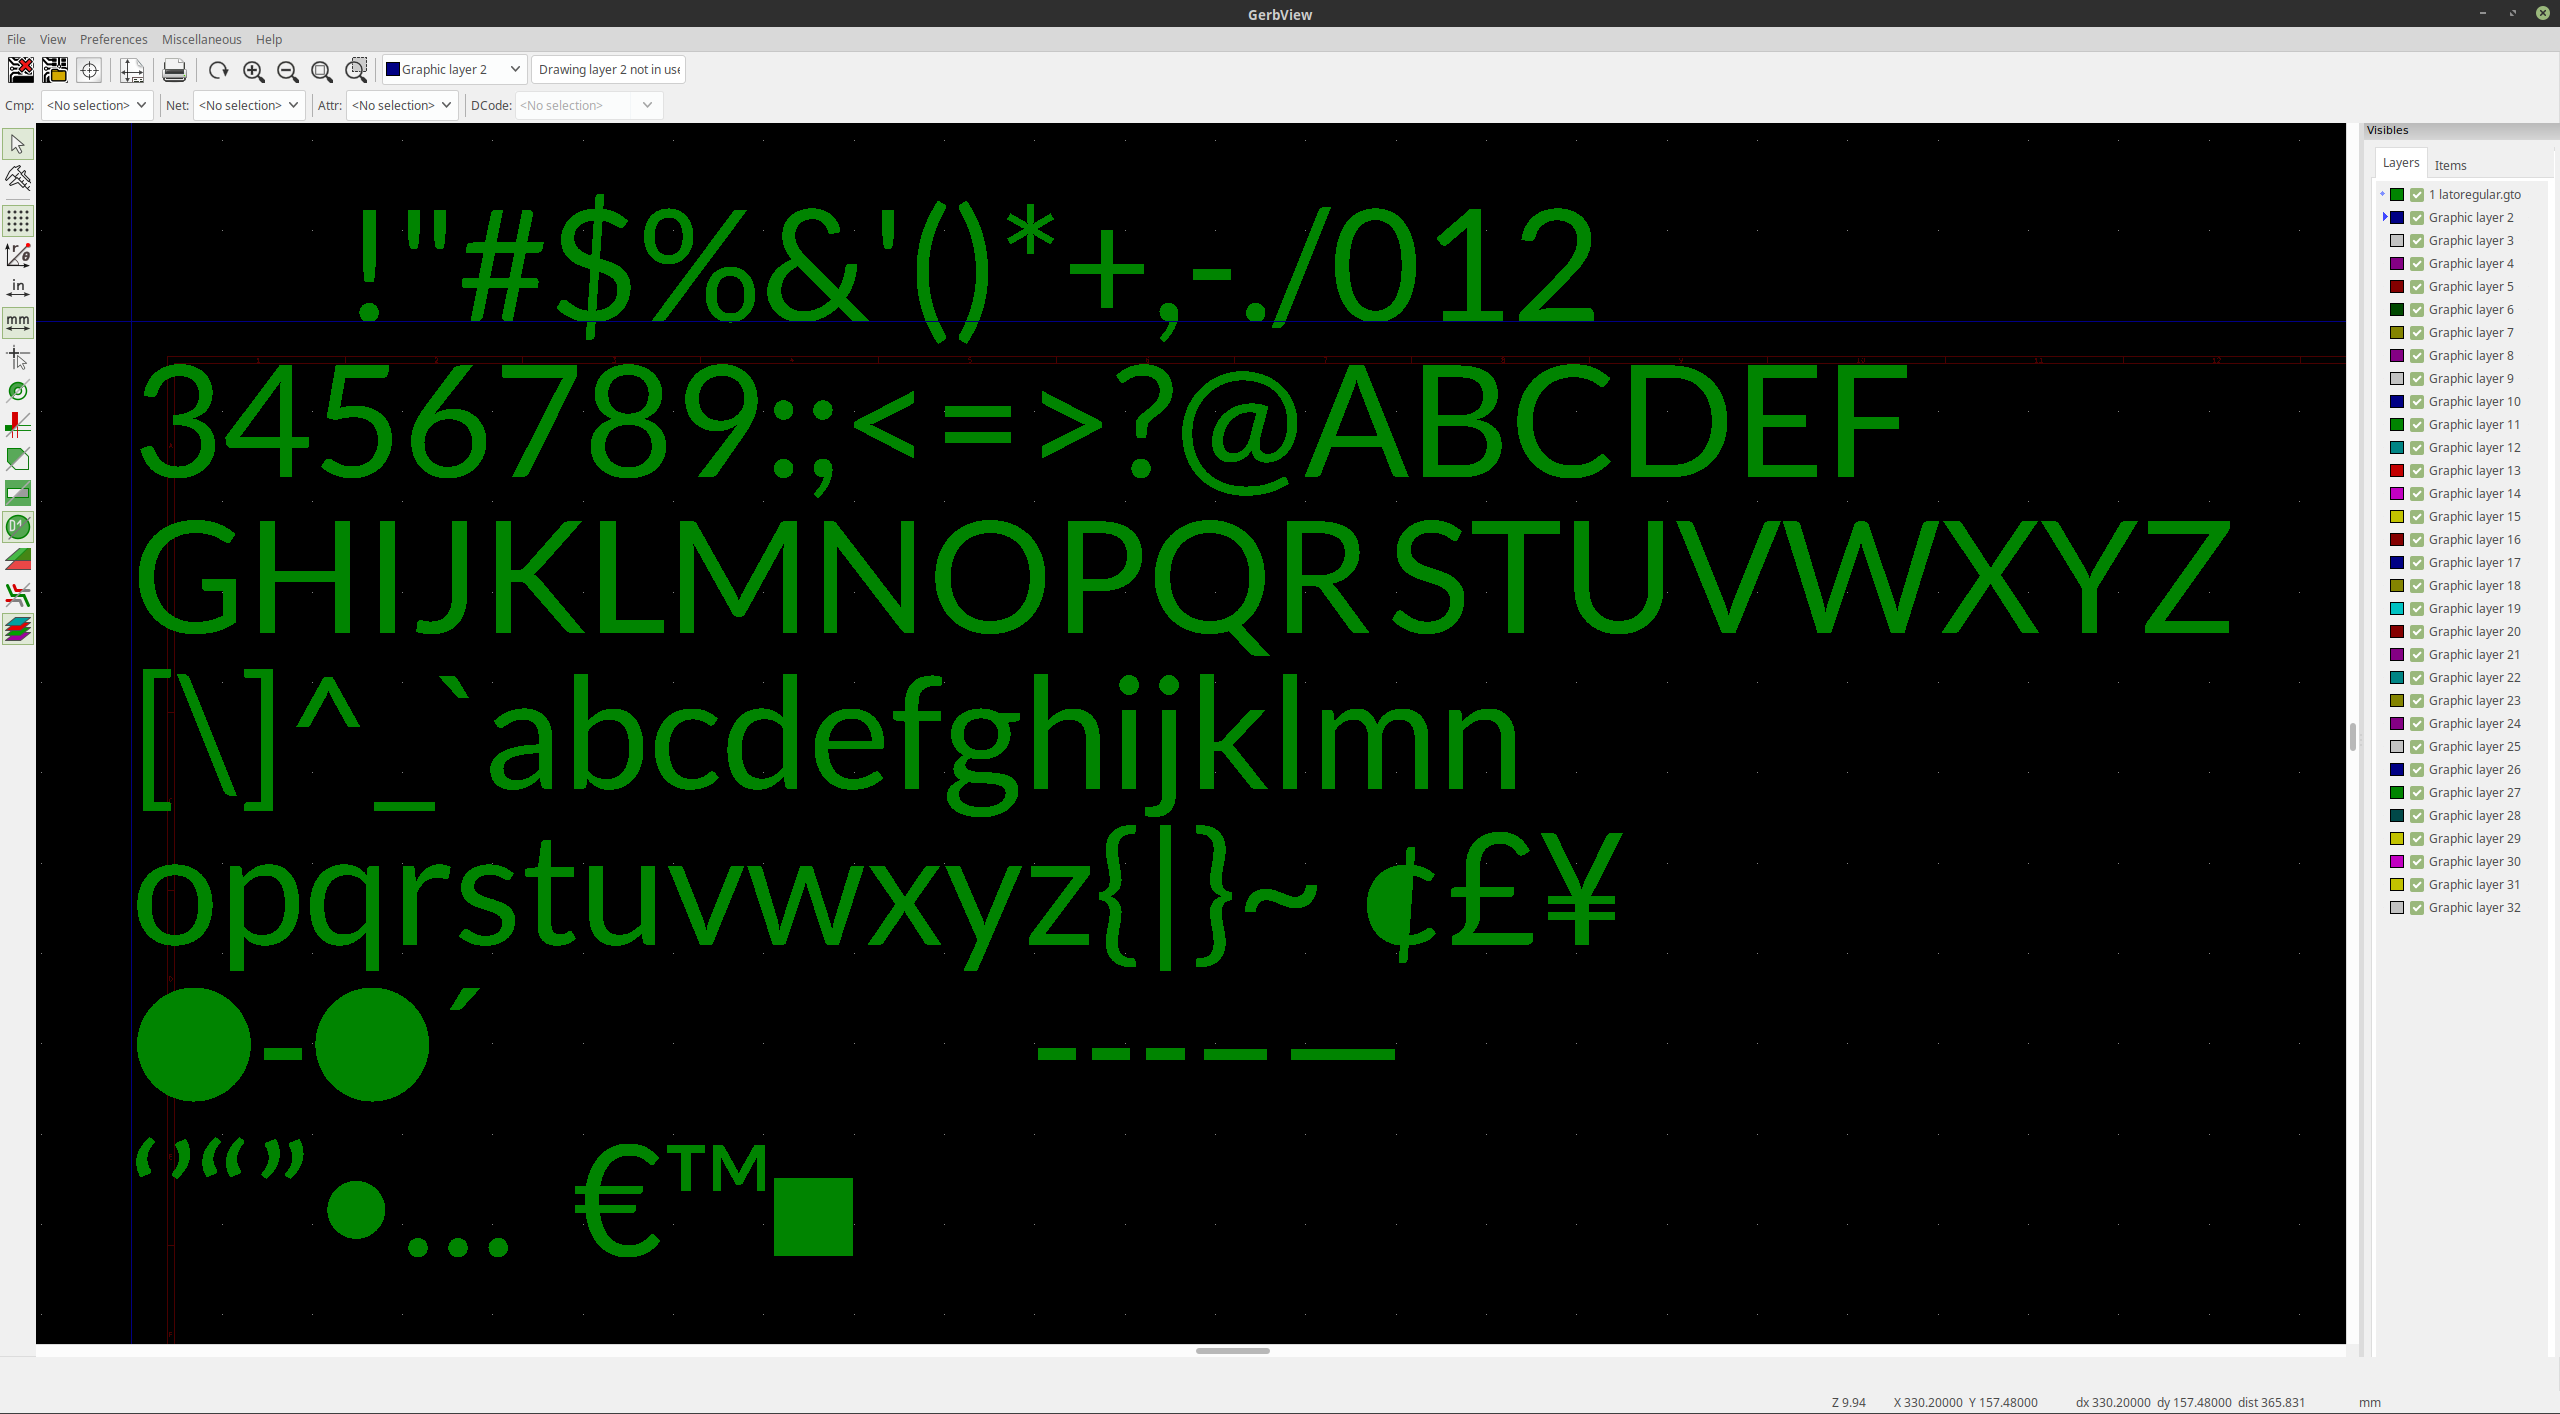 GerbView
File View Preferences Miscellaneous Help
Graphic layer 2 Drawing layer 2 not in use
Cmp: <No selection> Net: <No selection> Attr: <No selection> DCode: <No selection>
in
mm
!"#$%&'()*+,-./012
3456789:;<=>?@ABCDEF
GHIJKLMNOPQRSTUVWXYZ
[\]^_`abcdefghijklmn
opqrstuvwxyz{|}~ ¢£¥
●-●´ ---–—
‘’“”•… €™■
Visibles
Layers Items
1 latoregular.gto
Graphic layer 2
Graphic layer 3
Graphic layer 4
Graphic layer 5
Graphic layer 6
Graphic layer 7
Graphic layer 8
Graphic layer 9
Graphic layer 10
Graphic layer 11
Graphic layer 12
Graphic layer 13
Graphic layer 14
Graphic layer 15
Graphic layer 16
Graphic layer 17
Graphic layer 18
Graphic layer 19
Graphic layer 20
Graphic layer 21
Graphic layer 22
Graphic layer 23
Graphic layer 24
Graphic layer 25
Graphic layer 26
Graphic layer 27
Graphic layer 28
Graphic layer 29
Graphic layer 30
Graphic layer 31
Graphic layer 32
Z 9.94 X 330.20000 Y 157.48000 dx 330.20000 dy 157.48000 dist 365.831 mm